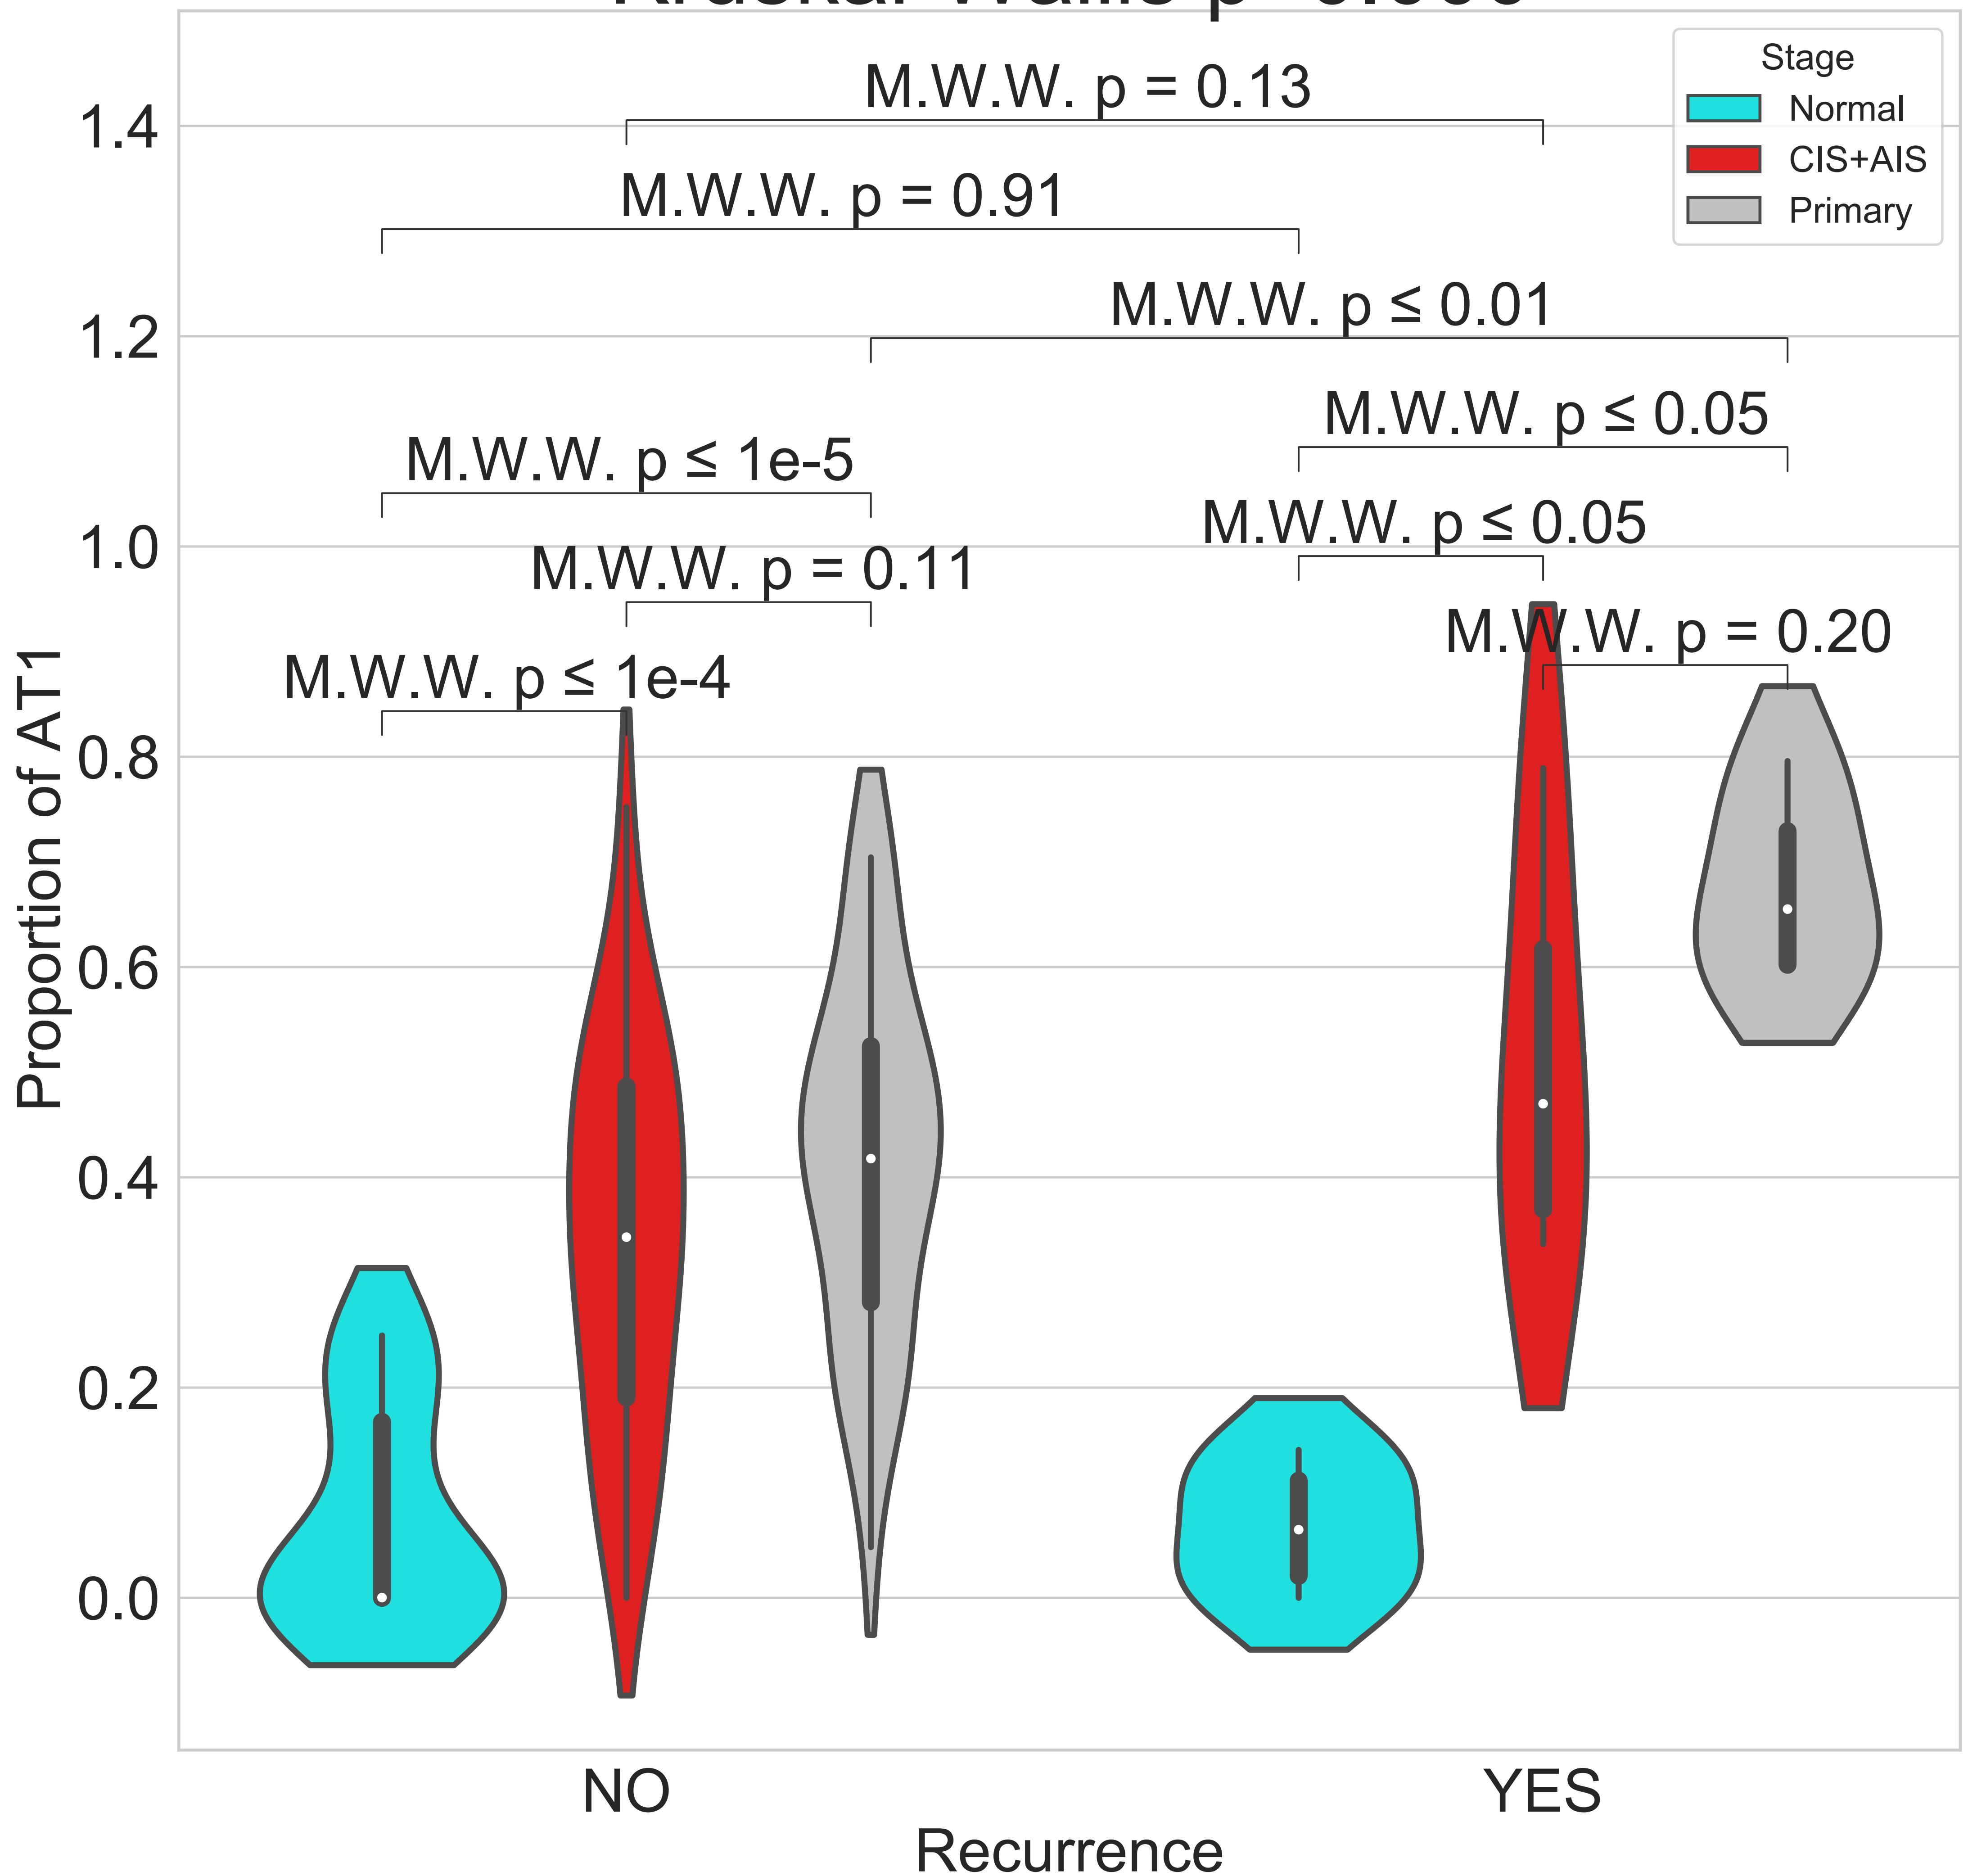 Stage
Normal
CIS+AIS
Primary
M.W.W. p = 0.13
M.W.W. p = 0.91
M.W.W. p ≤ 0.01
M.W.W. p ≤ 0.05
M.W.W. p ≤ 1e-5
M.W.W. p ≤ 0.05
M.W.W. p = 0.11
M.W.W. p = 0.20
M.W.W. p ≤ 1e-4
1.4
1.2
1.0
0.8
0.6
0.4
0.2
0.0
Proportion of AT1
NO
YES
Recurrence